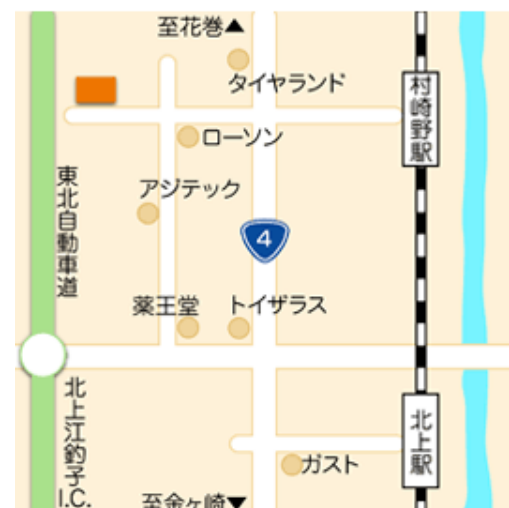 至花巻▲
タイヤランド
村崎野駅
ローソン
東北自動車道
アジテック
4
薬王堂
トイザラス
北上江釣子
I.C.
北上駅
ガスト
至金ヶ崎▼